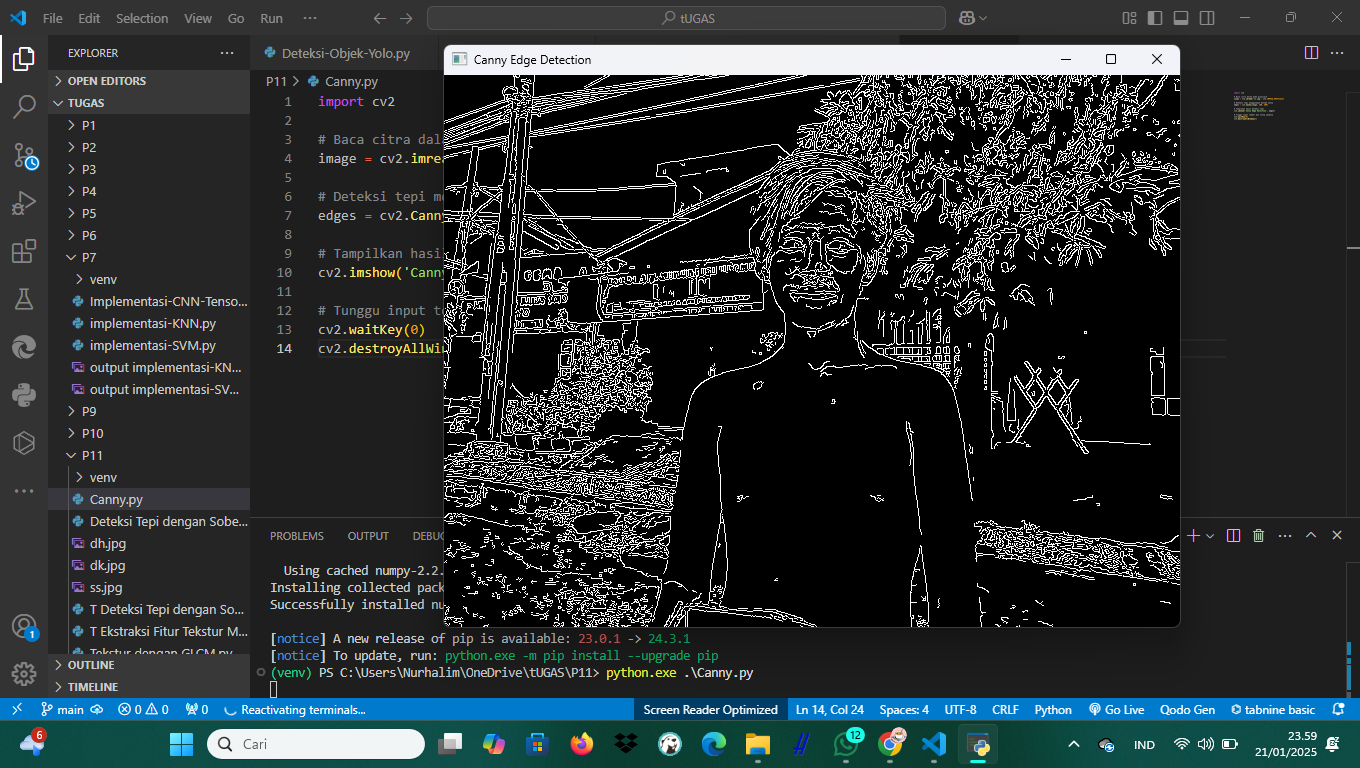 File Edit Selection View Go Run ··· tUGAS
EXPLORER ···
OPEN EDITORS
TUGAS
P1
P2
P3
P4
P5
P6
P7
venv
Implementasi-CNN-Tenso...
implementasi-KNN.py
implementasi-SVM.py
output implementasi-KN...
output implementasi-SV...
P9
P10
P11
venv
Canny.py
Deteksi Tepi dengan Sobe...
dh.jpg
dk.jpg
ss.jpg
T Deteksi Tepi dengan So...
T Ekstraksi Fitur Tekstur M...
Tekstur dengan GLCM.py
OUTLINE
TIMELINE
1
Deteksi-Objek-Yolo.py
P11 > Canny.py
1 import cv2
2
3 # Baca citra dal
4 image = cv2.imre
5
6 # Deteksi tepi m
7 edges = cv2.Cann
8
9 # Tampilkan hasi
10 cv2.imshow('Cann
11
12 # Tunggu input t
13 cv2.waitKey(0)
14 cv2.destroyAllWi
Canny Edge Detection
PROBLEMS OUTPUT DEBU
Using cached numpy-2.2.
Installing collected pack
Successfully installed nu
[notice] A new release of pip is available: 23.0.1 -> 24.3.1
[notice] To update, run: python.exe -m pip install --upgrade pip
(venv) PS C:\Users\Nurhalim\OneDrive\tUGAS\P11> python.exe .\Canny.py
main 0 0 0 Reactivating terminals... Screen Reader Optimized Ln 14, Col 24 Spaces: 4 UTF-8 CRLF Python Go Live Qodo Gen tabnine basic
6 Cari 12 IND 23.59
21/01/2025